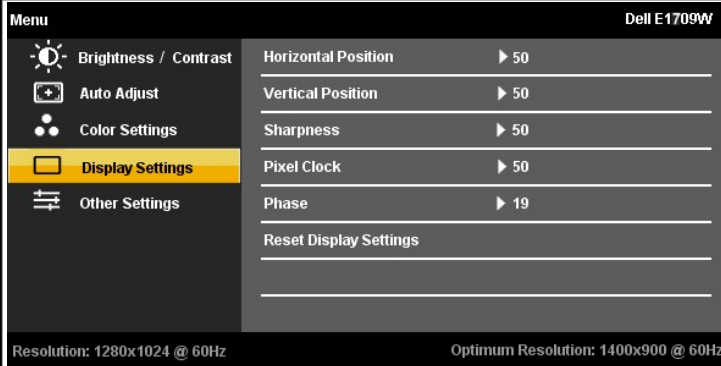 Menu Dell E1709W
Brightness / Contrast Horizontal Position 50
Auto Adjust Vertical Position 50
Color Settings Sharpness 50
Display Settings Pixel Clock 50
Other Settings Phase 19
Reset Display Settings
Resolution: 1280x1024 @ 60Hz Optimum Resolution: 1400x900 @ 60Hz